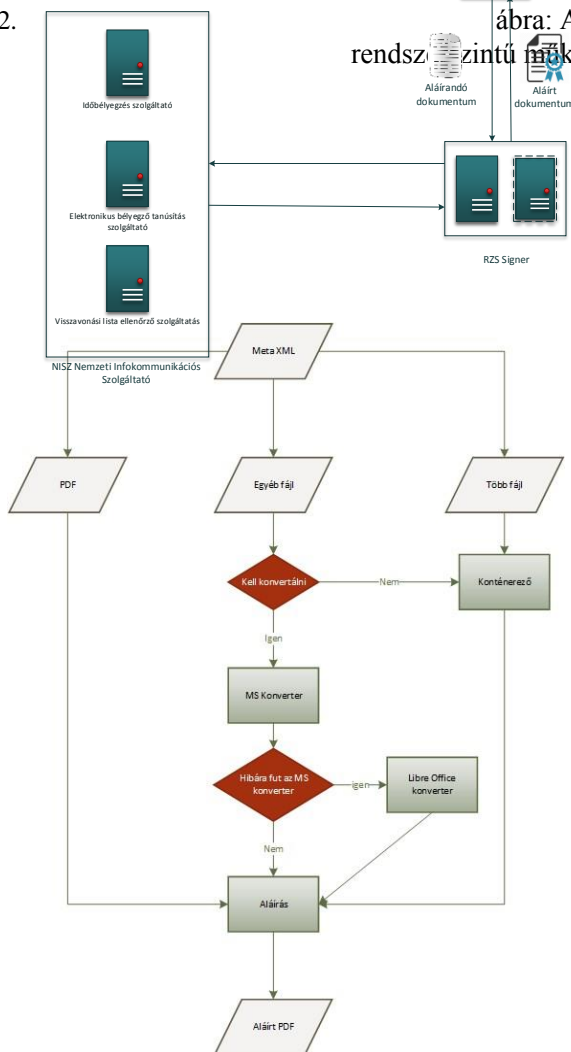 2.
ábra: A
Aláírandó
dokumentum
Aláírt
dokumentum
Időbélyegzés szolgáltató
Elektronikus bélyegző tanúsítás
szolgáltató
Visszavonási lista ellenőrző szolgáltatás
RZS Signer
NISZ Nemzeti Infokommunikációs
Szolgáltató
Meta XML
PDF
Egyéb fájl
Több fájl
Kell konvertálni
Nem
Konténerező
Igen
MS Konverter
Hibára fut az MS
konverter
igen
Libre Office
konverter
Nem
Aláírás
Aláírt PDF